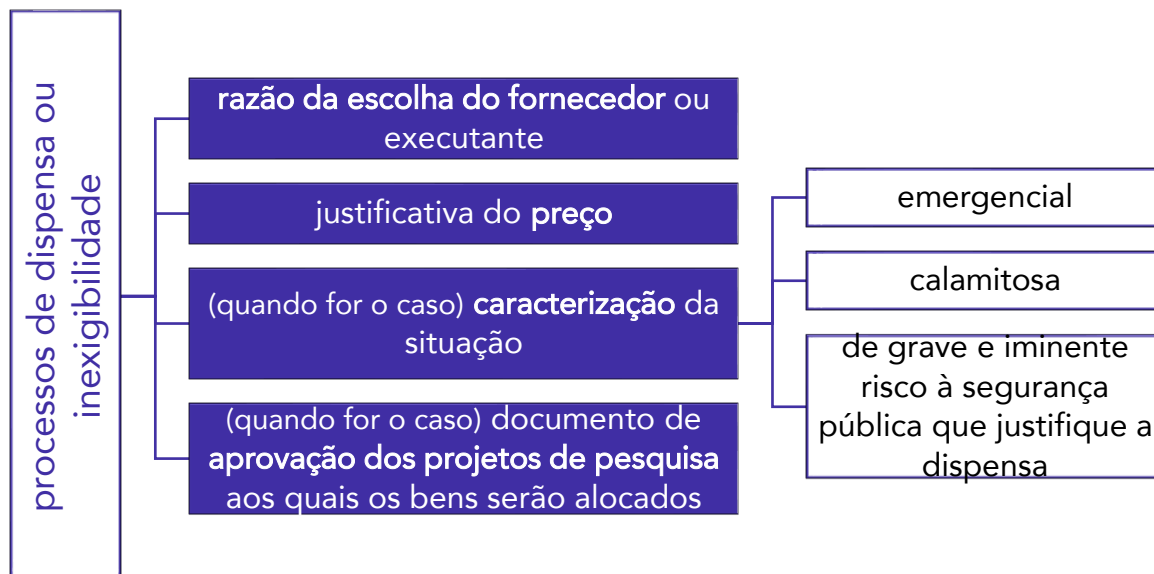 processos de dispensa ou
inexigibilidade
razão da escolha do fornecedor ou
executante
justificativa do preço
(quando for o caso) caracterização da
situação
(quando for o caso) documento de
aprovação dos projetos de pesquisa
aos quais os bens serão alocados
emergencial
calamitosa
de grave e iminente
risco à segurança
pública que justifique a
dispensa